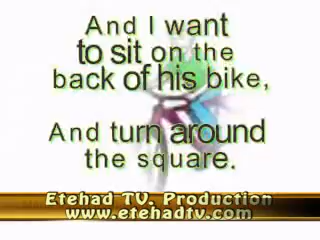 And I want
to sit on the
back of his bike,
And turn around
the square.
Etehad TV. Production
www.etehadtv.com